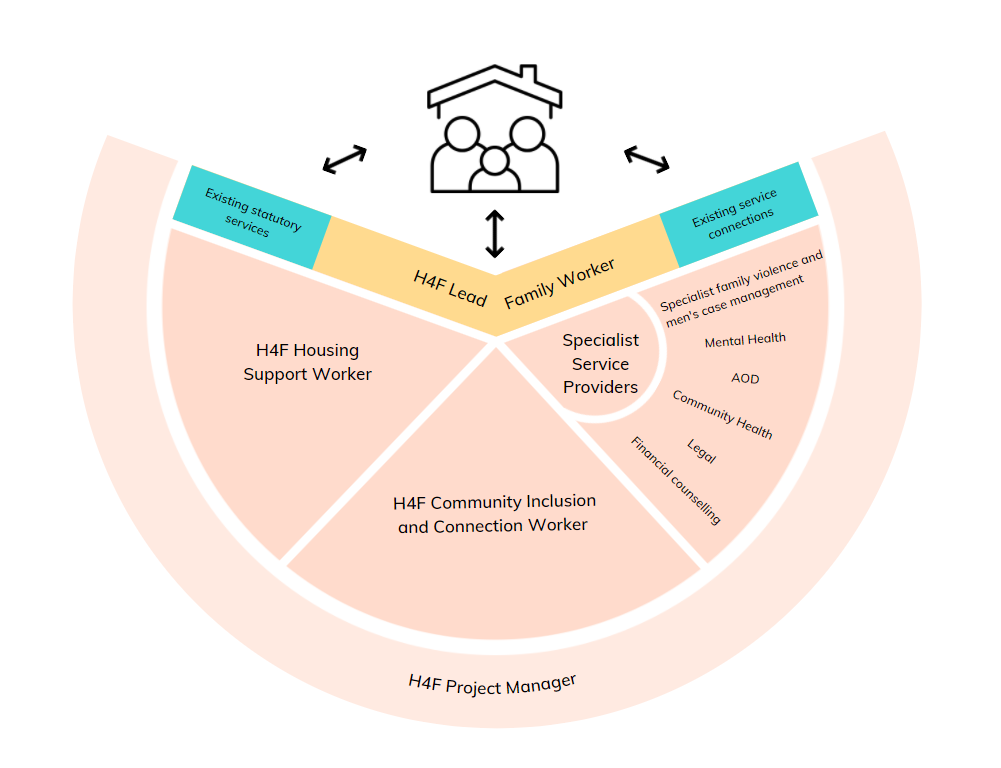 Existing statutory
services
H4F Lead
Family Worker
Existing service
connections
H4F Housing
Support Worker
Specialist
Service
Providers
Specialist family violence and
men's case management
Mental Health
AOD
Community Health
Legal
Financial counselling
H4F Community Inclusion
and Connection Worker
H4F Project Manager